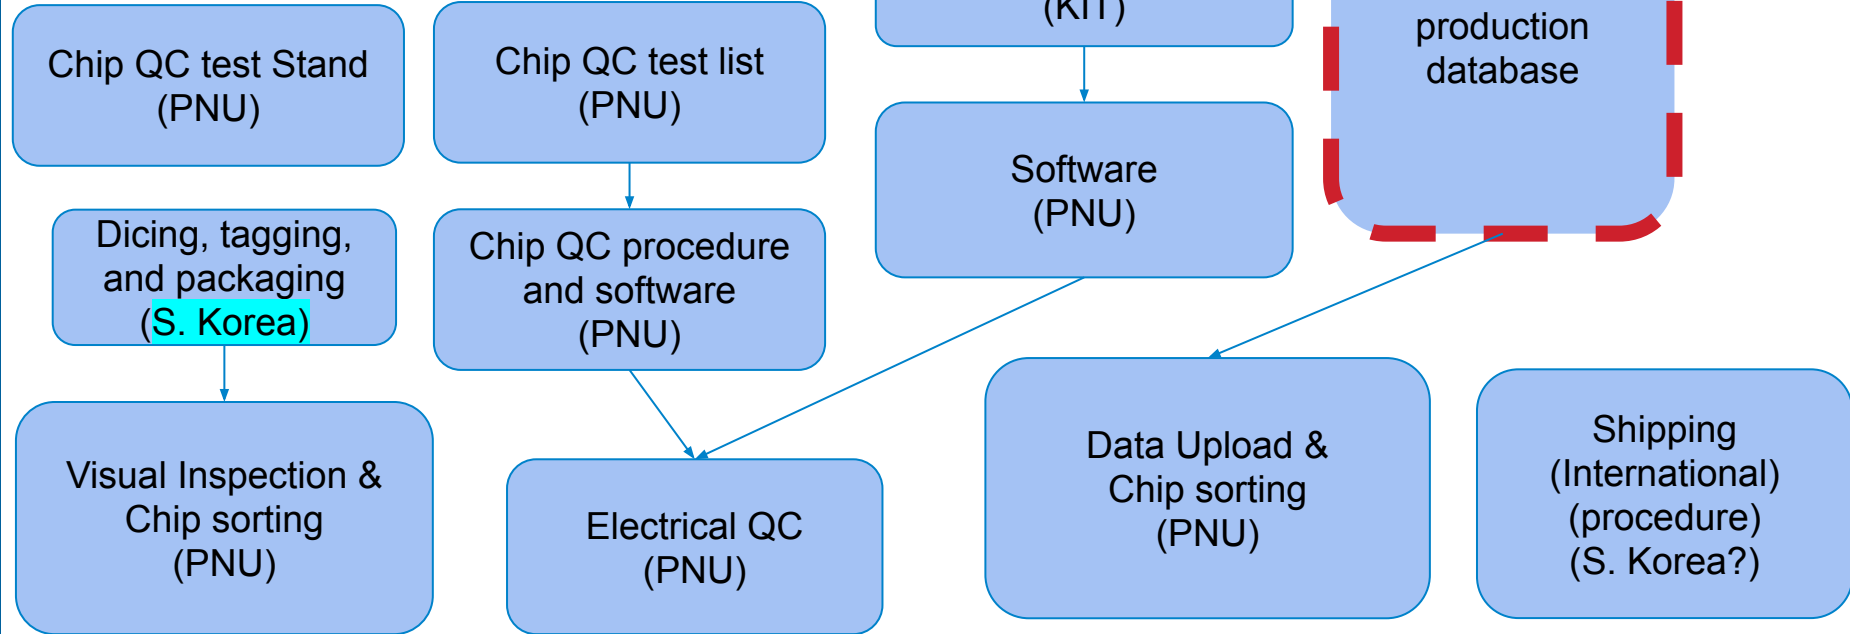 Chip QC test Stand
(PNU)
Chip QC test list
(PNU)
(KIT)
production
database
Software
(PNU)
Dicing, tagging,
and packaging
(S. Korea)
Chip QC procedure
and software
(PNU)
Visual Inspection &
Chip sorting
(PNU)
Electrical QC
(PNU)
Data Upload &
Chip sorting
(PNU)
Shipping
(International)
(procedure)
(S. Korea?)